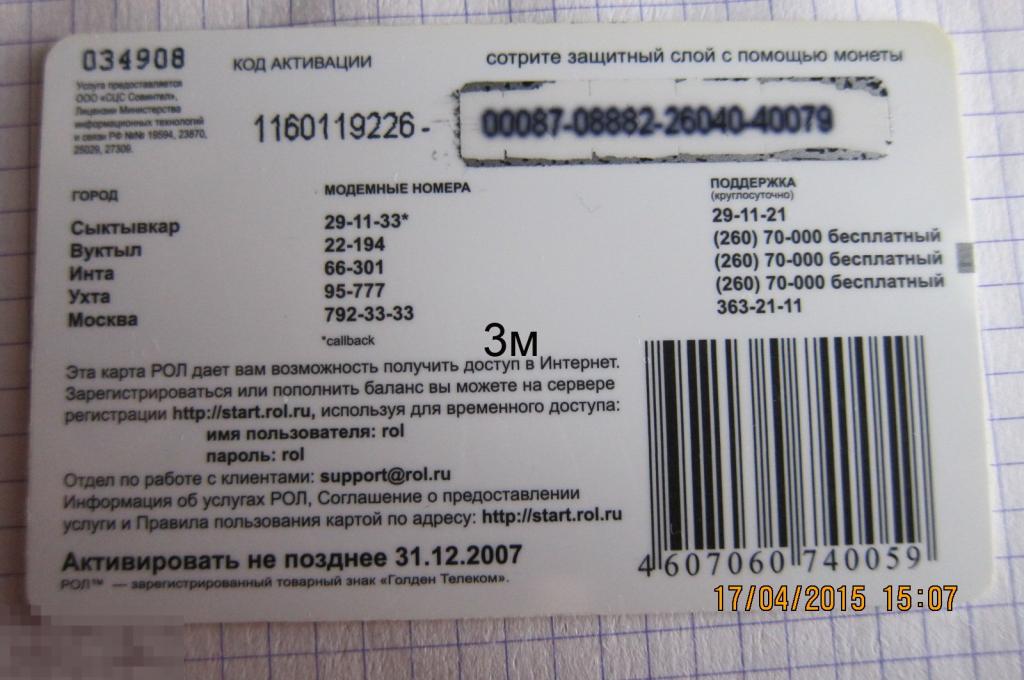 034908
КОД АКТИВАЦИИ
сотрите защитный слой с помощью монеты
Услуга предоставляется
ООО «СЦС Совинтел»,
Лицензии Министерства
информационных технологий
и связи РФ №№ 19594, 23870,
25029, 27309.
1160119226 - 00087-08882-26040-40079
ГОРОД МОДЕМНЫЕ НОМЕРА ПОДДЕРЖКА
(круглосуточно)
Сыктывкар 29-11-33* 29-11-21
Вуктыл 22-194 (260) 70-000 бесплатный
Инта 66-301 (260) 70-000 бесплатный
Ухта 95-777 (260) 70-000 бесплатный
Москва 792-33-33 363-21-11
*callback
3м
Эта карта РОЛ дает вам возможность получить доступ в Интернет.
Зарегистрироваться или пополнить баланс вы можете на сервере
регистрации http://start.rol.ru, используя для временного доступа:
имя пользователя: rol
пароль: rol
Отдел по работе с клиентами: support@rol.ru
Информация об услугах РОЛ, Соглашение о предоставлении
услуги и Правила пользования картой по адресу: http://start.rol.ru
Активировать не позднее 31.12.2007
РОЛ™ — зарегистрированный товарный знак «Голден Телеком».
4 607060 740059
17/04/2015 15:07